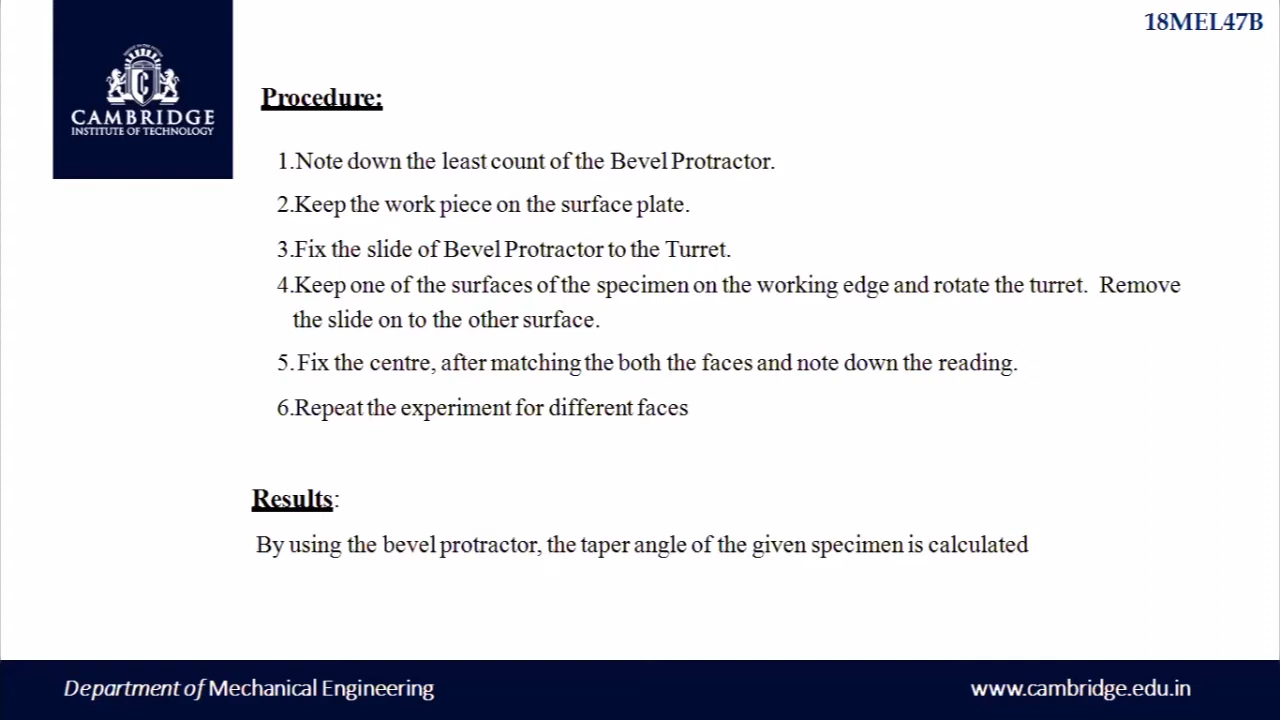 18MEL47B
CAMBRIDGE
INSTITUTE OF TECHNOLOGY
Procedure:
1.Note down the least count of the Bevel Protractor.
2.Keep the work piece on the surface plate.
3.Fix the slide of Bevel Protractor to the Turret.
4.Keep one of the surfaces of the specimen on the working edge and rotate the turret. Remove
the slide on to the other surface.
5. Fix the centre, after matching the both the faces and note down the reading.
6.Repeat the experiment for different faces
Results:
By using the bevel protractor, the taper angle of the given specimen is calculated
Department of Mechanical Engineering
www.cambridge.edu.in